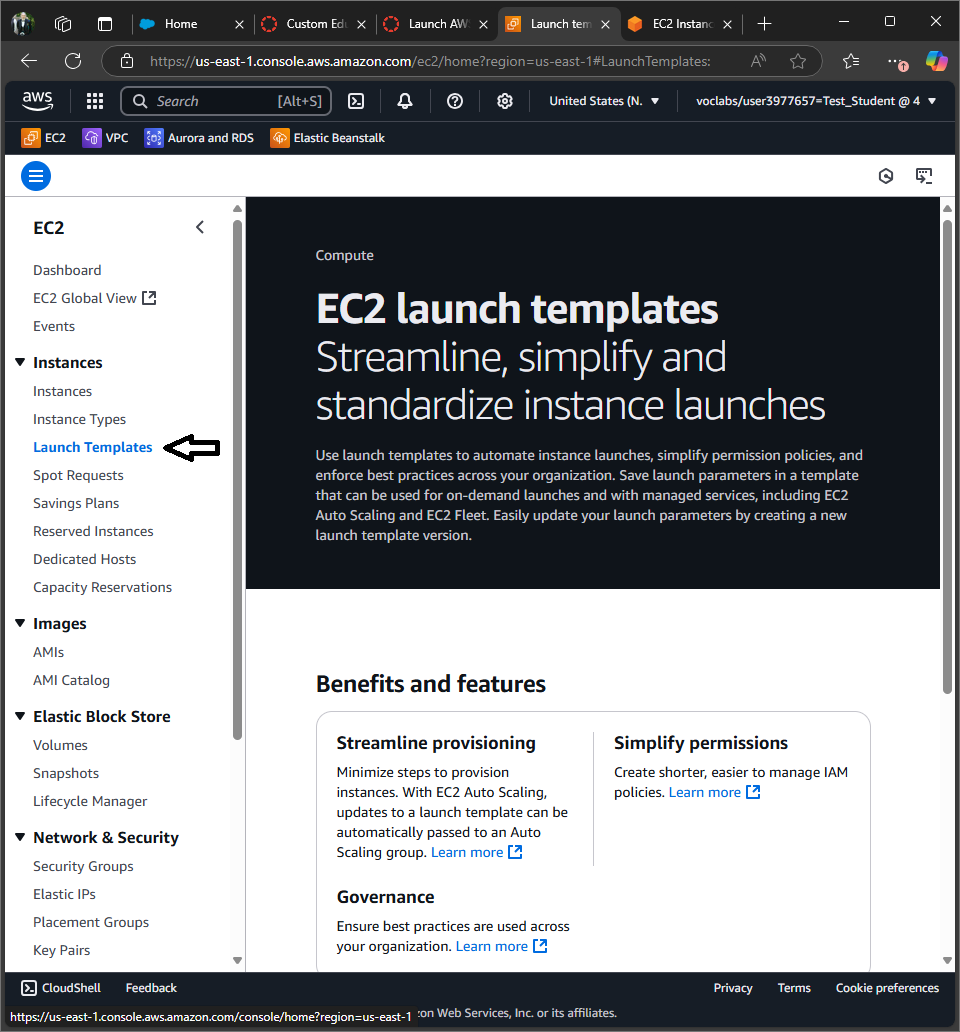 Home
Custom Edu
Launch AW
Launch tem
EC2 Instanc
https://us-east-1.console.aws.amazon.com/ec2/home?region=us-east-1#LaunchTemplates:
aws
Search
[Alt+S]
United States (N.
voclabs/user3977657=Test_Student @ 4
EC2
VPC
Aurora and RDS
Elastic Beanstalk
EC2
Dashboard
EC2 Global View
Events
Instances
Instances
Instance Types
Launch Templates
Spot Requests
Savings Plans
Reserved Instances
Dedicated Hosts
Capacity Reservations
Images
AMIs
AMI Catalog
Elastic Block Store
Volumes
Snapshots
Lifecycle Manager
Network & Security
Security Groups
Elastic IPs
Placement Groups
Key Pairs
Compute
EC2 launch templates
Streamline, simplify and
standardize instance launches
Use launch templates to automate instance launches, simplify permission policies, and
enforce best practices across your organization. Save launch parameters in a template
that can be used for on-demand launches and with managed services, including EC2
Auto Scaling and EC2 Fleet. Easily update your launch parameters by creating a new
launch template version.
Benefits and features
Streamline provisioning
Minimize steps to provision
instances. With EC2 Auto Scaling,
updates to a launch template can be
automatically passed to an Auto
Scaling group. Learn more
Simplify permissions
Create shorter, easier to manage IAM
policies. Learn more
Governance
Ensure best practices are used across
your organization. Learn more
CloudShell
Feedback
Privacy
Terms
Cookie preferences
https://us-east-1.console.aws.amazon.com/console/home?region=us-east-1
zon Web Services, Inc. or its affiliates.